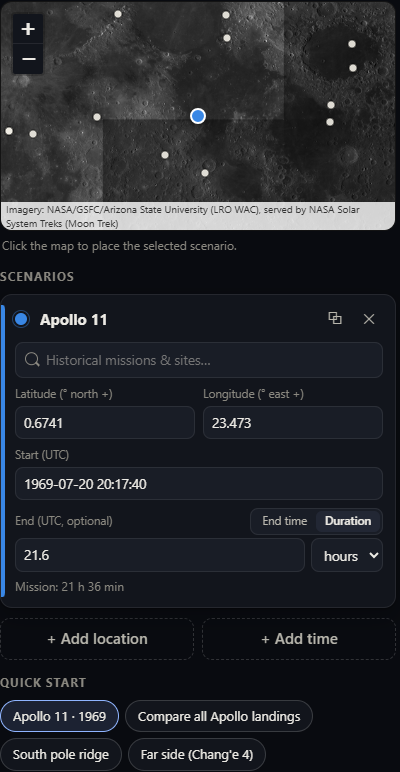 +
−
Imagery: NASA/GSFC/Arizona State University (LRO WAC), served by NASA Solar
System Treks (Moon Trek)
Click the map to place the selected scenario.
SCENARIOS
Apollo 11
Historical missions & sites...
Latitude (° north +) Longitude (° east +)
0.6741 23.473
Start (UTC)
1969-07-20 20:17:40
End (UTC, optional) End time Duration
21.6 hours
Mission: 21 h 36 min
+ Add location + Add time
QUICK START
Apollo 11 · 1969 Compare all Apollo landings
South pole ridge Far side (Chang'e 4)